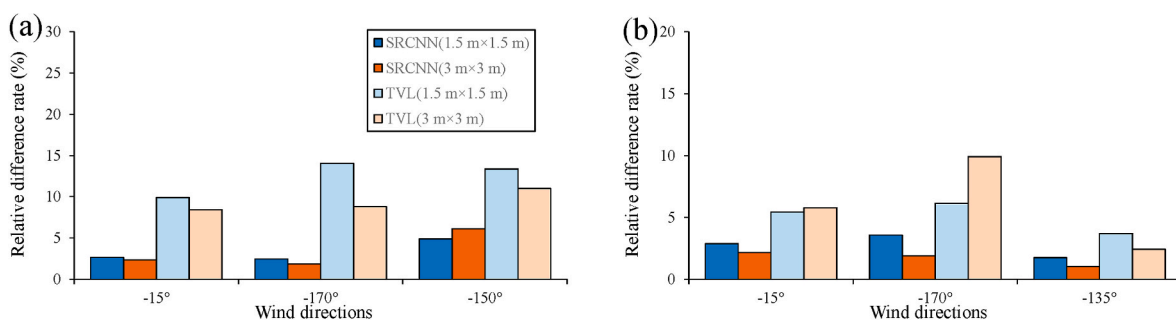 (a)
Relative difference rate (%)
30
25
20
15
10
5
0
SRCNN(1.5 m×1.5 m)
SRCNN(3 m×3 m)
TVL(1.5 m×1.5 m)
TVL(3 m×3 m)
-15°
-170°
-150°
Wind directions
(b)
Relative difference rate (%)
20
15
10
5
0
-15°
-170°
-135°
Wind directions